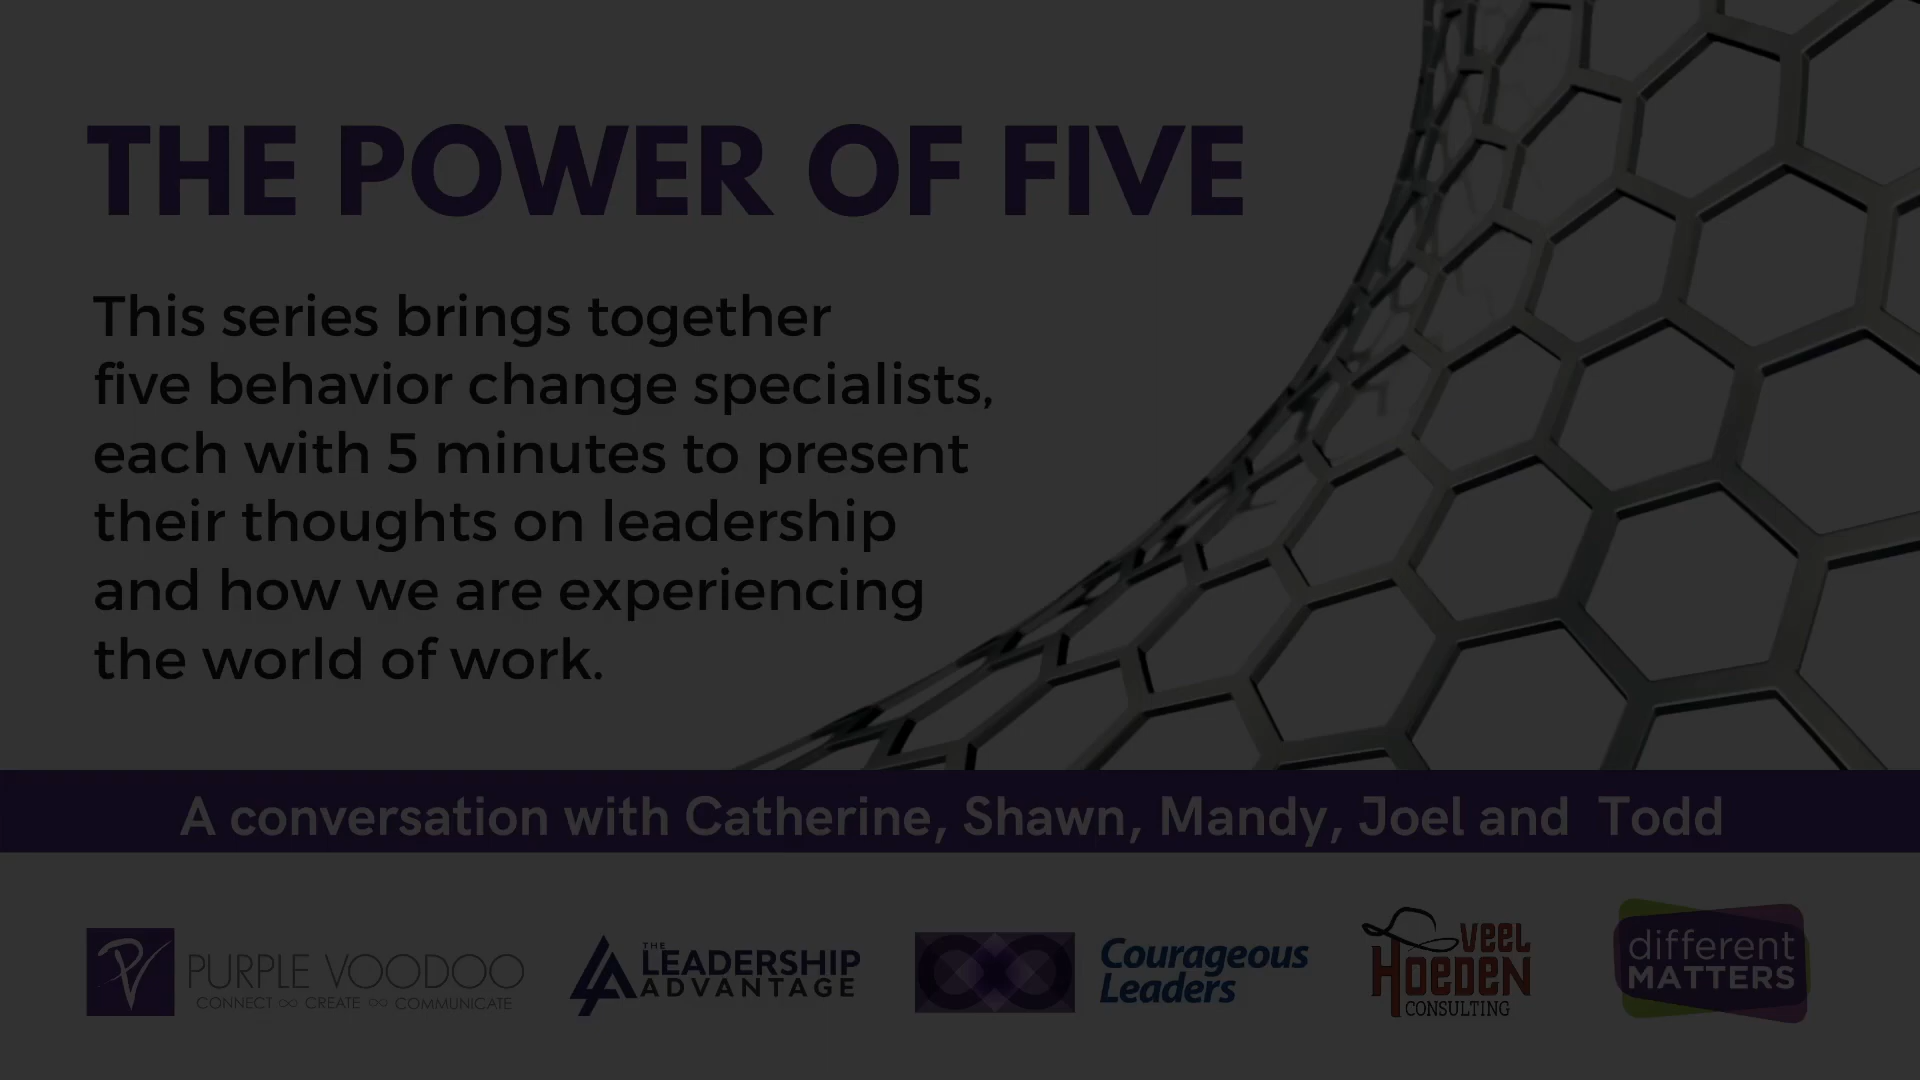 THE POWER OF FIVE
This series brings together
five behavior change specialists,
each with 5 minutes to present
their thoughts on leadership
and how we are experiencing
the world of work.
A conversation with Catherine, Shawn, Mandy, Joel and Todd
PV
PURPLE VOODOO
CONNECT ∞ CREATE ∞ COMMUNICATE
THE
LEADERSHIP
ADVANTAGE
Courageous
Leaders
VEEL
HOEDEN
CONSULTING
different
MATTERS